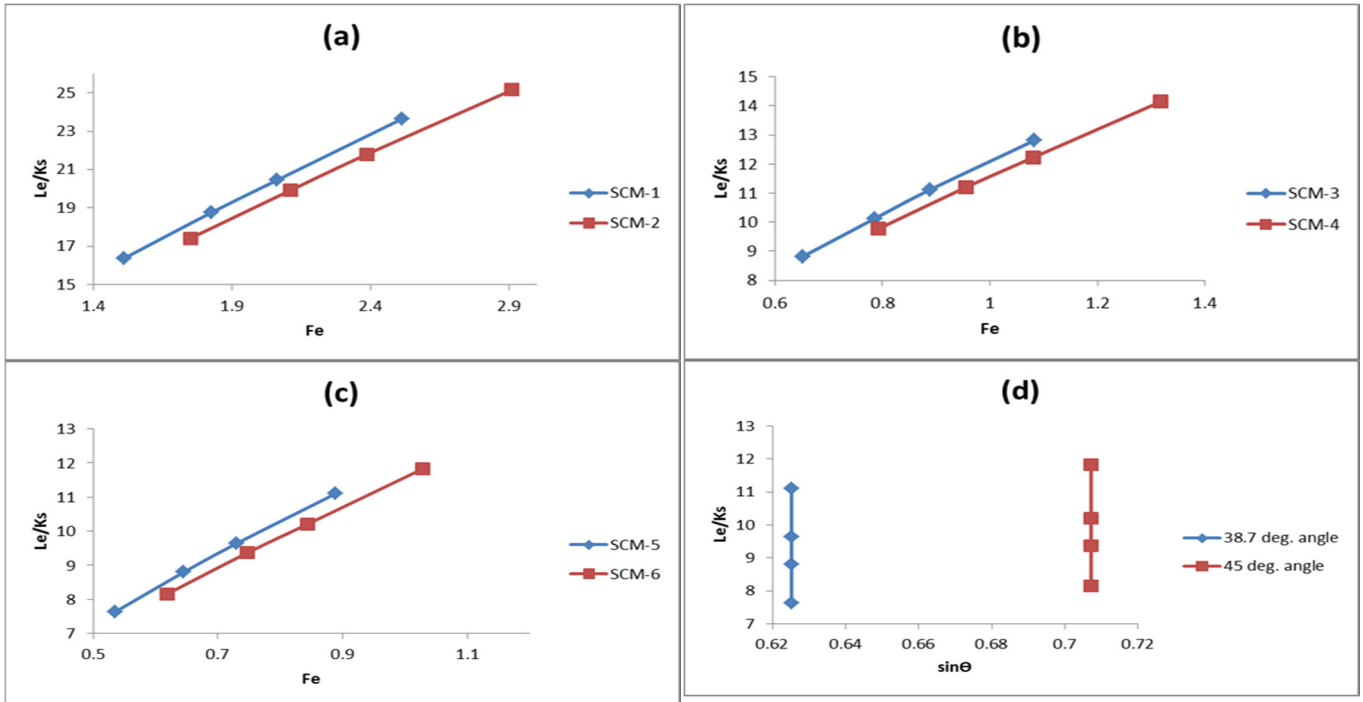 (a)
Le/Ks
25
23
21
19
17
15
1.4 1.9 2.4 2.9
Fe
SCM-1
SCM-2
(b)
Le/Ks
15
14
13
12
11
10
9
8
0.6 0.8 1 1.2 1.4
Fe
SCM-3
SCM-4
(c)
Le/Ks
13
12
11
10
9
8
7
0.5 0.7 0.9 1.1
Fe
SCM-5
SCM-6
(d)
Le/Ks
13
12
11
10
9
8
7
0.62 0.64 0.66 0.68 0.7 0.72
sinθ
38.7 deg. angle
45 deg. angle